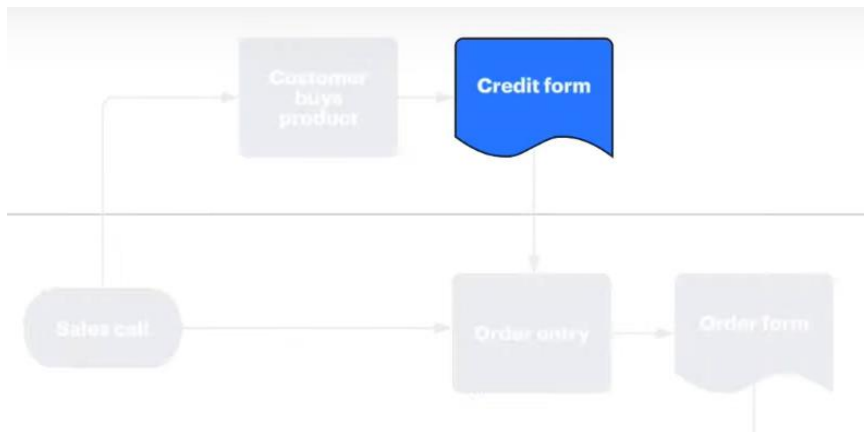 Customer
buys
product
Credit form
Sales call
Order entry
Order form